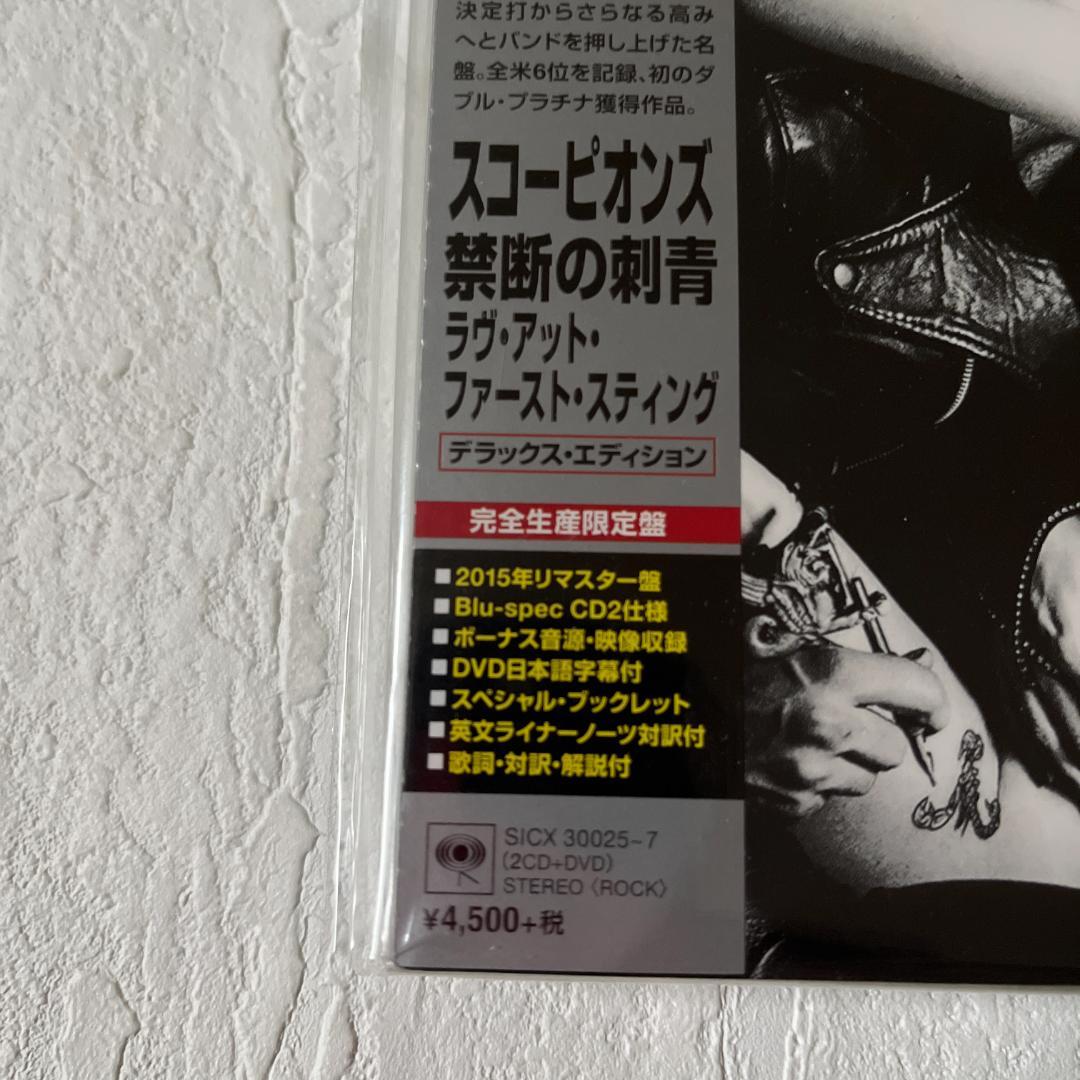 決定打からさらなる高み
へとバンドを押し上げた名
盤。全米6位を記録、初のダ
ブル・プラチナ獲得作品。
スコーピオンズ
禁断の刺青
ラヴ・アット・
ファースト・スティング
デラックス・エディション
完全生産限定盤
■2015年リマスター盤
■Blu-spec CD2仕様
■ボーナス音源・映像収録
■DVD日本語字幕付
■スペシャル・ブックレット
■英文ライナーノーツ対訳付
■歌詞・対訳・解説付
SICX 30025~7
(2CD+DVD)
STEREO 〈ROCK〉
¥4,500+税